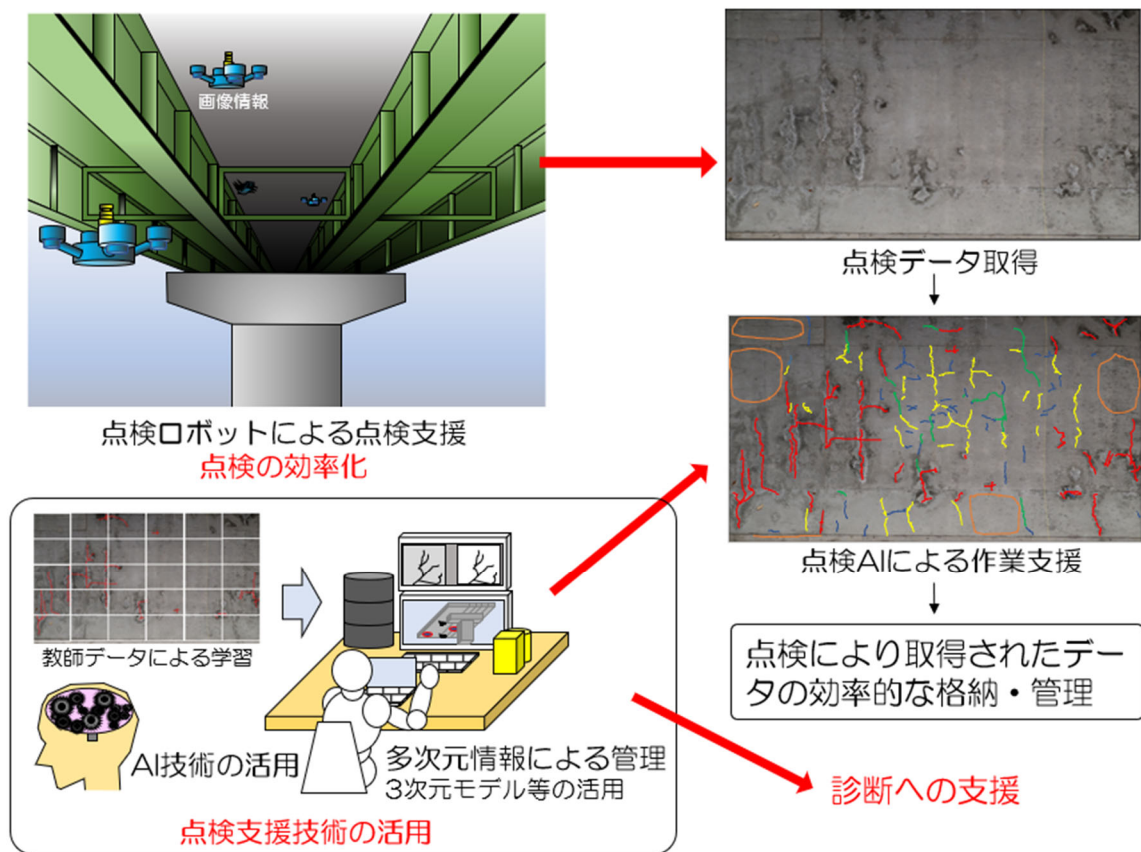 画像情報
点検ロボットによる点検支援
点検の効率化
点検データ取得
点検AIによる作業支援
点検により取得されたデー
タの効率的な格納・管理
教師データによる学習
AI技術の活用
多次元情報による管理
3次元モデル等の活用
点検支援技術の活用
診断への支援